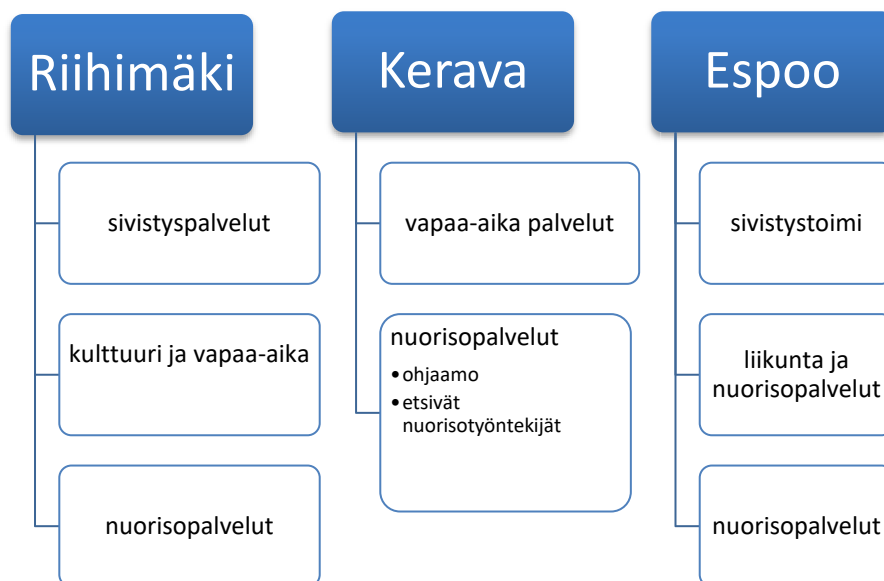 Riihimäki
sivistyspalvelut
kulttuuri ja vapaa-aika
nuorisopalvelut
Kerava
vapaa-aika palvelut
nuorisopalvelut
•ohjaamo
•etsivät
nuorisotyöntekijät
Espoo
sivistystoimi
liikunta ja
nuorisopalvelut
nuorisopalvelut